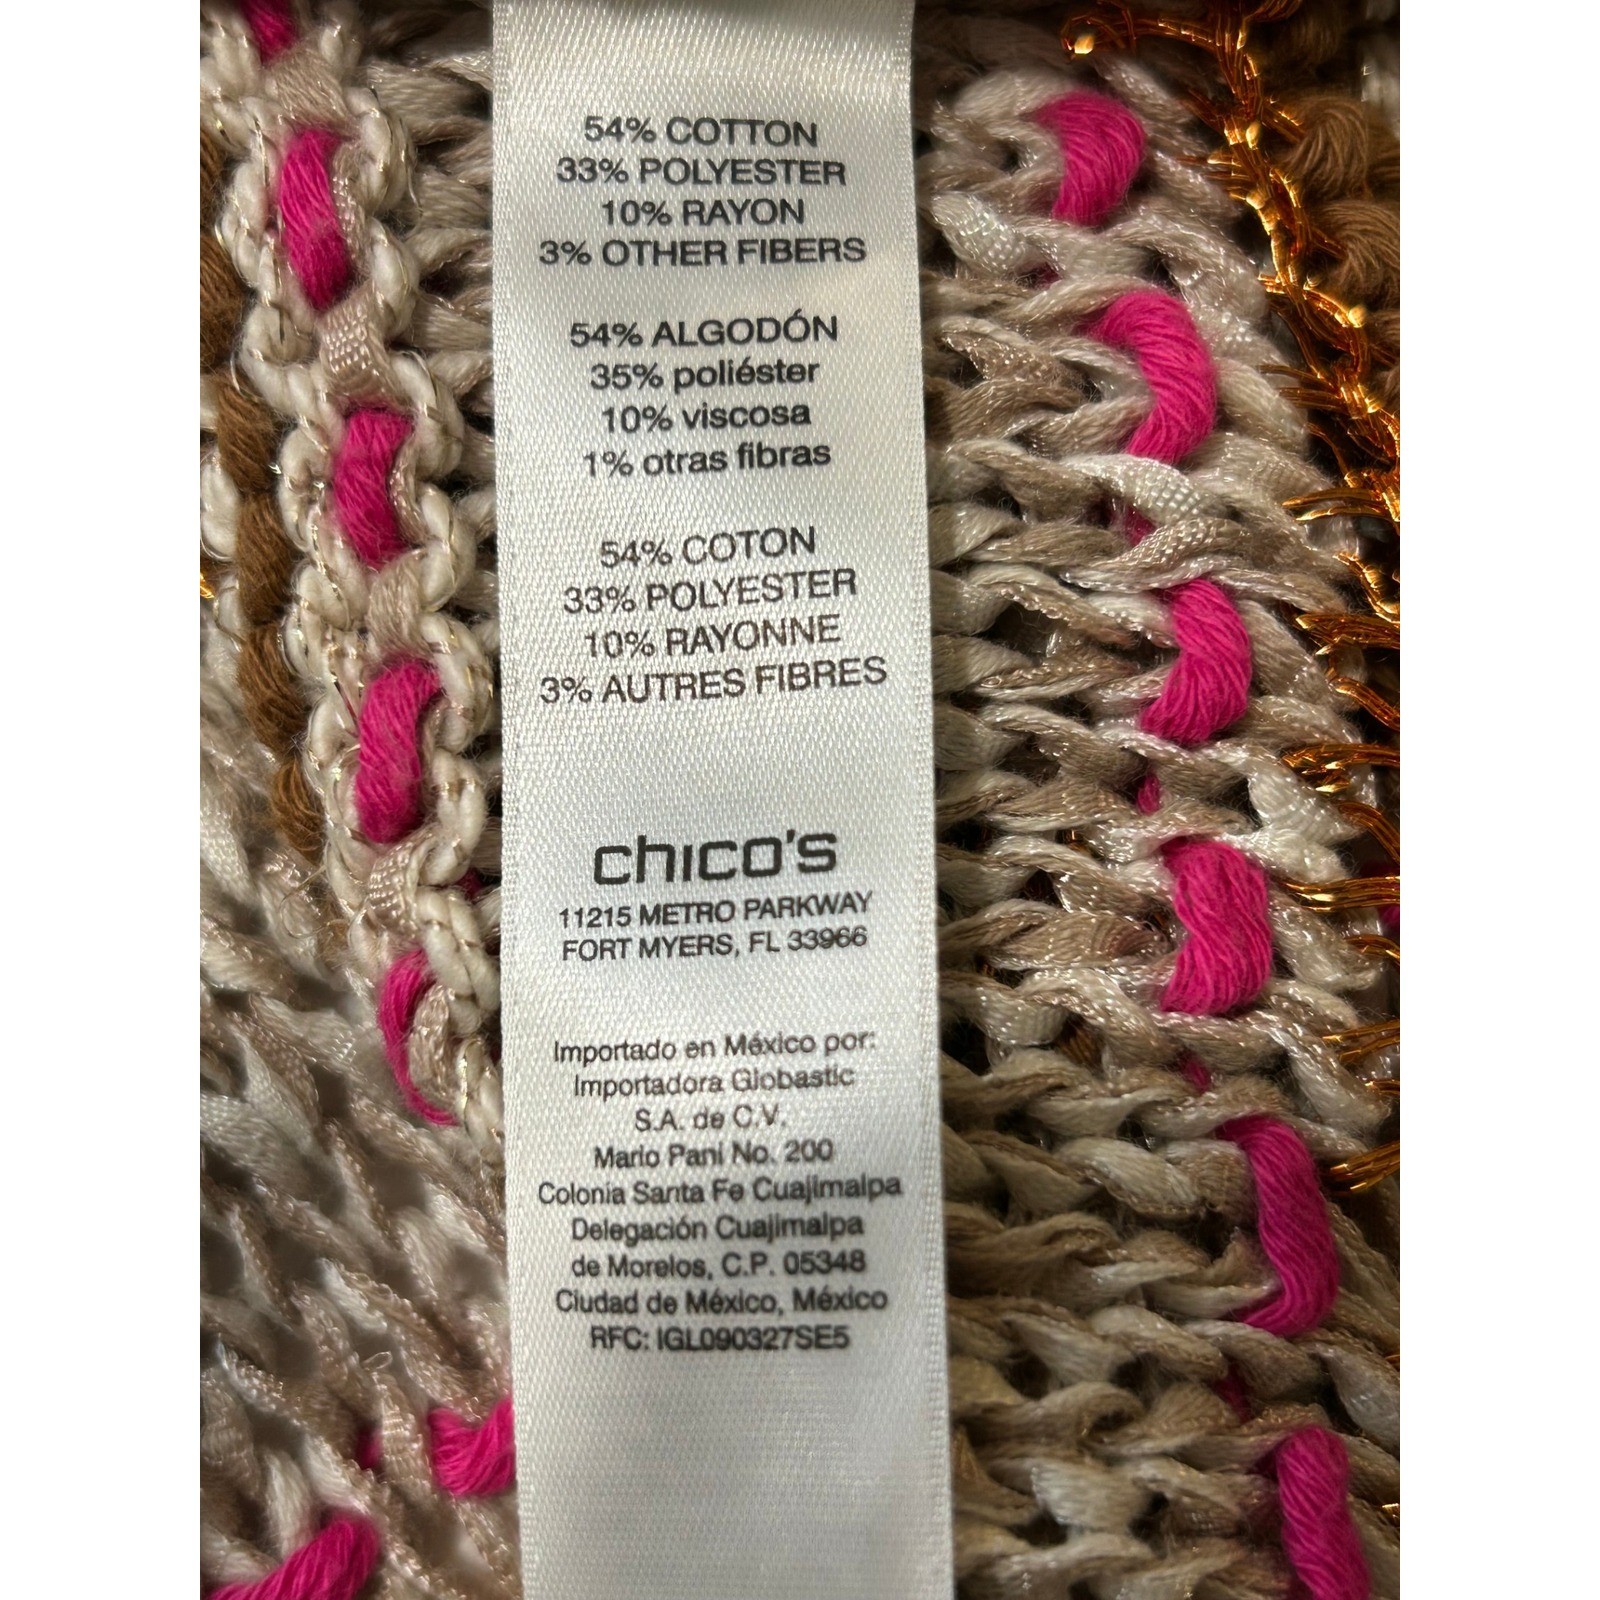 54% COTTON
33% POLYESTER
10% RAYON
3% OTHER FIBERS
54% ALGODÓN
35% poliéster
10% viscosa
1% otras fibras
54% COTON
33% POLYESTER
10% RAYONNE
3% AUTRES FIBRES
chico's
11215 METRO PARKWAY
FORT MYERS, FL 33966
Importado en México por:
Importadora Globastic
S.A. de C.V.
Mario Pani No. 200
Colonia Santa Fe Cuajimalpa
Delegación Cuajimalpa
de Morelos, C.P. 05348
Ciudad de México, México
RFC: IGL090327SE5